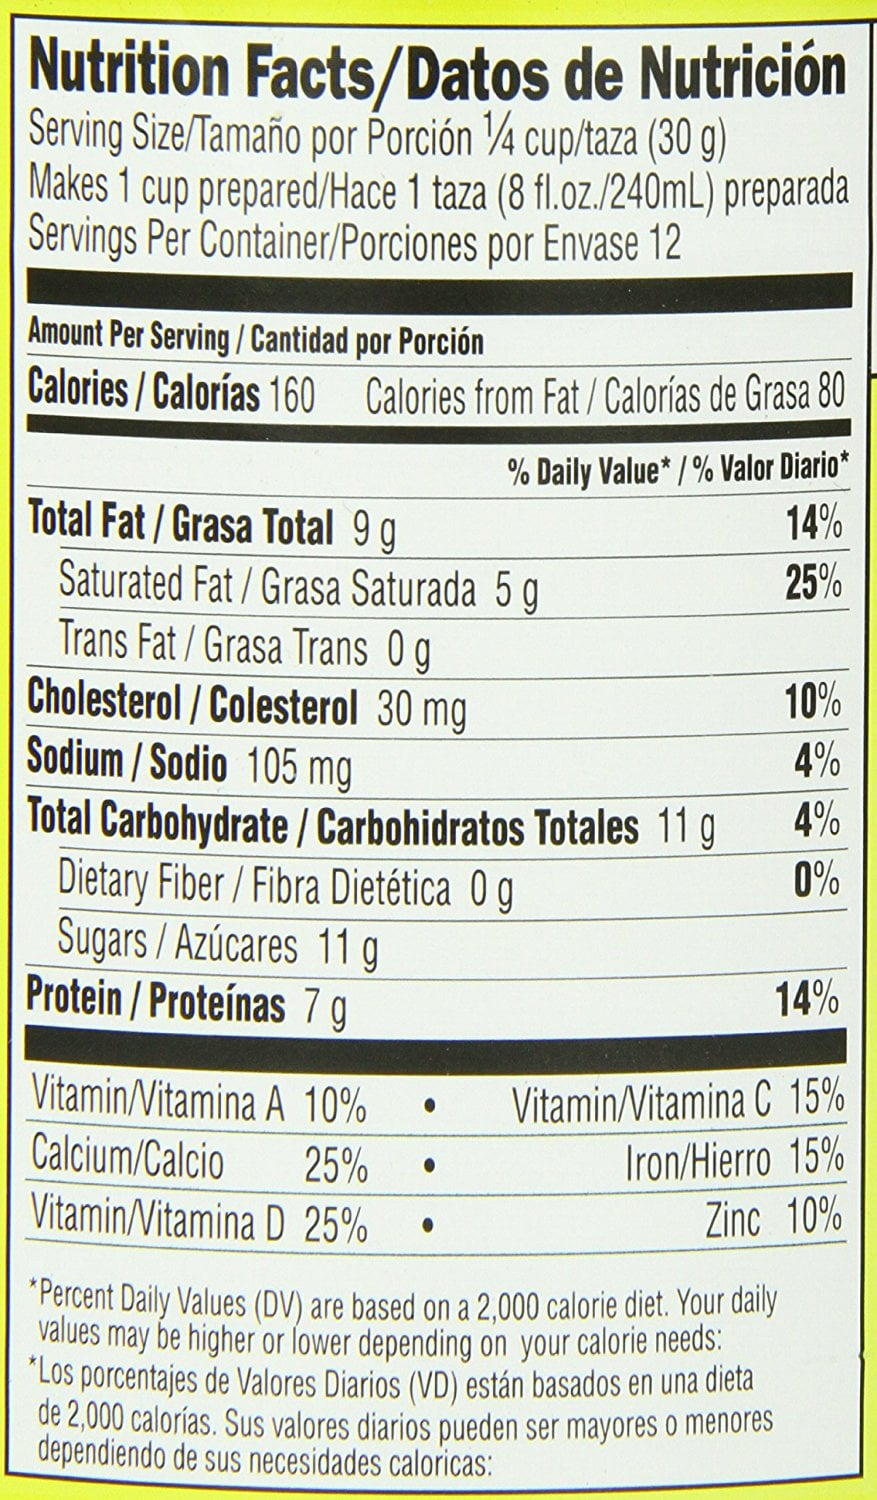 Nutrition Facts/Datos de Nutrición
Serving Size/Tamaño por Porción ¼ cup/taza (30 g)
Makes 1 cup prepared/Hace 1 taza (8 fl.oz./240mL) preparada
Servings Per Container/Porciones por Envase 12
Amount Per Serving / Cantidad por Porción
Calories / Calorías 160 Calories from Fat / Calorías de Grasa 80
% Daily Value* / % Valor Diario*
Total Fat / Grasa Total 9 g 14%
Saturated Fat / Grasa Saturada 5 g 25%
Trans Fat / Grasa Trans 0 g
Cholesterol / Colesterol 30 mg 10%
Sodium / Sodio 105 mg 4%
Total Carbohydrate / Carbohidratos Totales 11 g 4%
Dietary Fiber / Fibra Dietética 0 g 0%
Sugars / Azúcares 11 g
Protein / Proteínas 7 g 14%
Vitamin/Vitamina A 10% • Vitamin/Vitamina C 15%
Calcium/Calcio 25% • Iron/Hierro 15%
Vitamin/Vitamina D 25% • Zinc 10%
*Percent Daily Values (DV) are based on a 2,000 calorie diet. Your daily
values may be higher or lower depending on your calorie needs:
*Los porcentajes de Valores Diarios (VD) están basados en una dieta
de 2,000 calorías. Sus valores diarios pueden ser mayores o menores
dependiendo de sus necesidades caloricas: